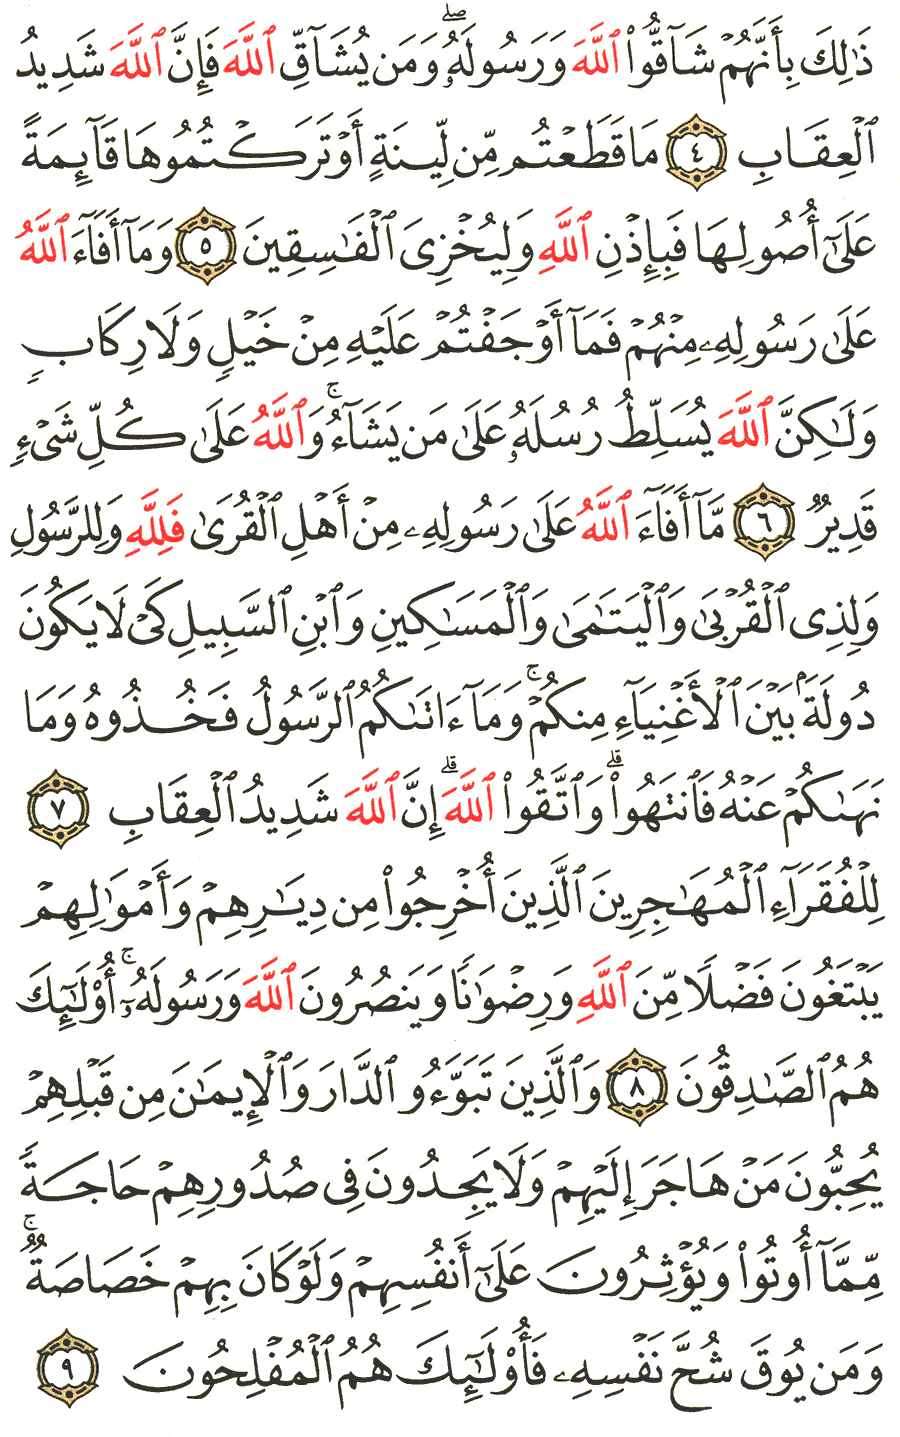 ذَٰلِكَ بِأَنَّهُمْ شَآقُّوا۟ ٱللَّهَ وَرَسُولَهُۥ ۖ وَمَن يُشَآقِّ ٱللَّهَ فَإِنَّ ٱللَّهَ شَدِيدُ
ٱلْعِقَابِ ٤ مَا قَطَعْتُم مِّن لِّينَةٍ أَوْ تَرَكْتُمُوهَا قَآئِمَةً
عَلَىٰٓ أُصُولِهَا فَبِإِذْنِ ٱللَّهِ وَلِيُخْزِىَ ٱلْفَـٰسِقِينَ ٥ وَمَآ أَفَآءَ ٱللَّهُ
عَلَىٰ رَسُولِهِۦ مِنْهُمْ فَمَآ أَوْجَفْتُمْ عَلَيْهِ مِنْ خَيْلٍ وَلَا رِكَابٍ
وَلَـٰكِنَّ ٱللَّهَ يُسَلِّطُ رُسُلَهُۥ عَلَىٰ مَن يَشَآءُ ۚ وَٱللَّهُ عَلَىٰ كُلِّ شَىْءٍ
قَدِيرٌ ٦ مَّآ أَفَآءَ ٱللَّهُ عَلَىٰ رَسُولِهِۦ مِنْ أَهْلِ ٱلْقُرَىٰ فَلِلَّهِ وَلِلرَّسُولِ
وَلِذِى ٱلْقُرْبَىٰ وَٱلْيَتَـٰمَىٰ وَٱلْمَسَـٰكِينِ وَٱبْنِ ٱلسَّبِيلِ كَىْ لَا يَكُونَ
دُولَةَۢ بَيْنَ ٱلْأَغْنِيَآءِ مِنكُمْ ۚ وَمَآ ءَاتَىٰكُمُ ٱلرَّسُولُ فَخُذُوهُ وَمَا
نَهَىٰكُمْ عَنْهُ فَٱنتَهُوا۟ ۗ وَٱتَّقُوا۟ ٱللَّهَ ۗ إِنَّ ٱللَّهَ شَدِيدُ ٱلْعِقَابِ ٧
لِلْفُقَرَآءِ ٱلْمُهَـٰجِرِينَ ٱلَّذِينَ أُخْرِجُوا۟ مِن دِيَـٰرِهِمْ وَأَمْوَٰلِهِمْ
يَبْتَغُونَ فَضْلًا مِّنَ ٱللَّهِ وَرِضْوَٰنًا وَيَنصُرُونَ ٱللَّهَ وَرَسُولَهُۥٓ ۚ أُو۟لَـٰٓئِكَ
هُمُ ٱلصَّـٰدِقُونَ ٨ وَٱلَّذِينَ تَبَوَّءُو ٱلدَّارَ وَٱلْإِيمَـٰنَ مِن قَبْلِهِمْ
يُحِبُّونَ مَنْ هَاجَرَ إِلَيْهِمْ وَلَا يَجِدُونَ فِى صُدُورِهِمْ حَاجَةً
مِّمَّآ أُوتُوا۟ وَيُؤْثِرُونَ عَلَىٰٓ أَنفُسِهِمْ وَلَوْ كَانَ بِهِمْ خَصَاصَةٌ ۚ
وَمَن يُوقَ شُحَّ نَفْسِهِۦ فَأُو۟لَـٰٓئِكَ هُمُ ٱلْمُفْلِحُونَ ٩